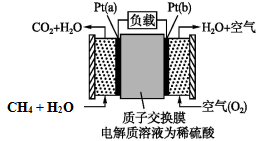 Pt(a) Pt(b)
CO₂+H₂O 负载 H₂O+空气
CH₄ + H₂O 质子交换膜 空气(O₂)
电解质溶液为稀硫酸